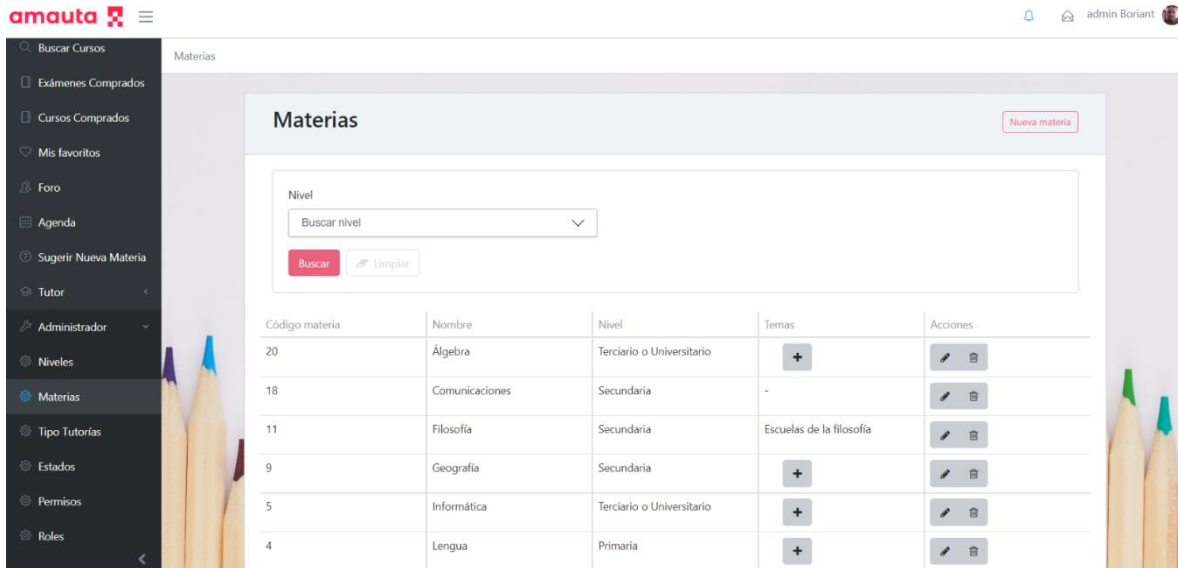 amauta
admin Boriant
Buscar Cursos
Exámenes Comprados
Cursos Comprados
Mis favoritos
Foro
Agenda
Sugerir Nueva Materia
Tutor
Administrador
Niveles
Materias
Tipo Tutorías
Estados
Permisos
Roles
Materias
Materias
Nueva materia
Nivel
Buscar nivel
Buscar
Limpiar
Código materia Nombre Nivel Temas Acciones
20 Álgebra Terciario o Universitario +
18 Comunicaciones Secundaria -
11 Filosofía Secundaria Escuelas de la filosofía
9 Geografía Secundaria +
5 Informática Terciario o Universitario +
4 Lengua Primaria +